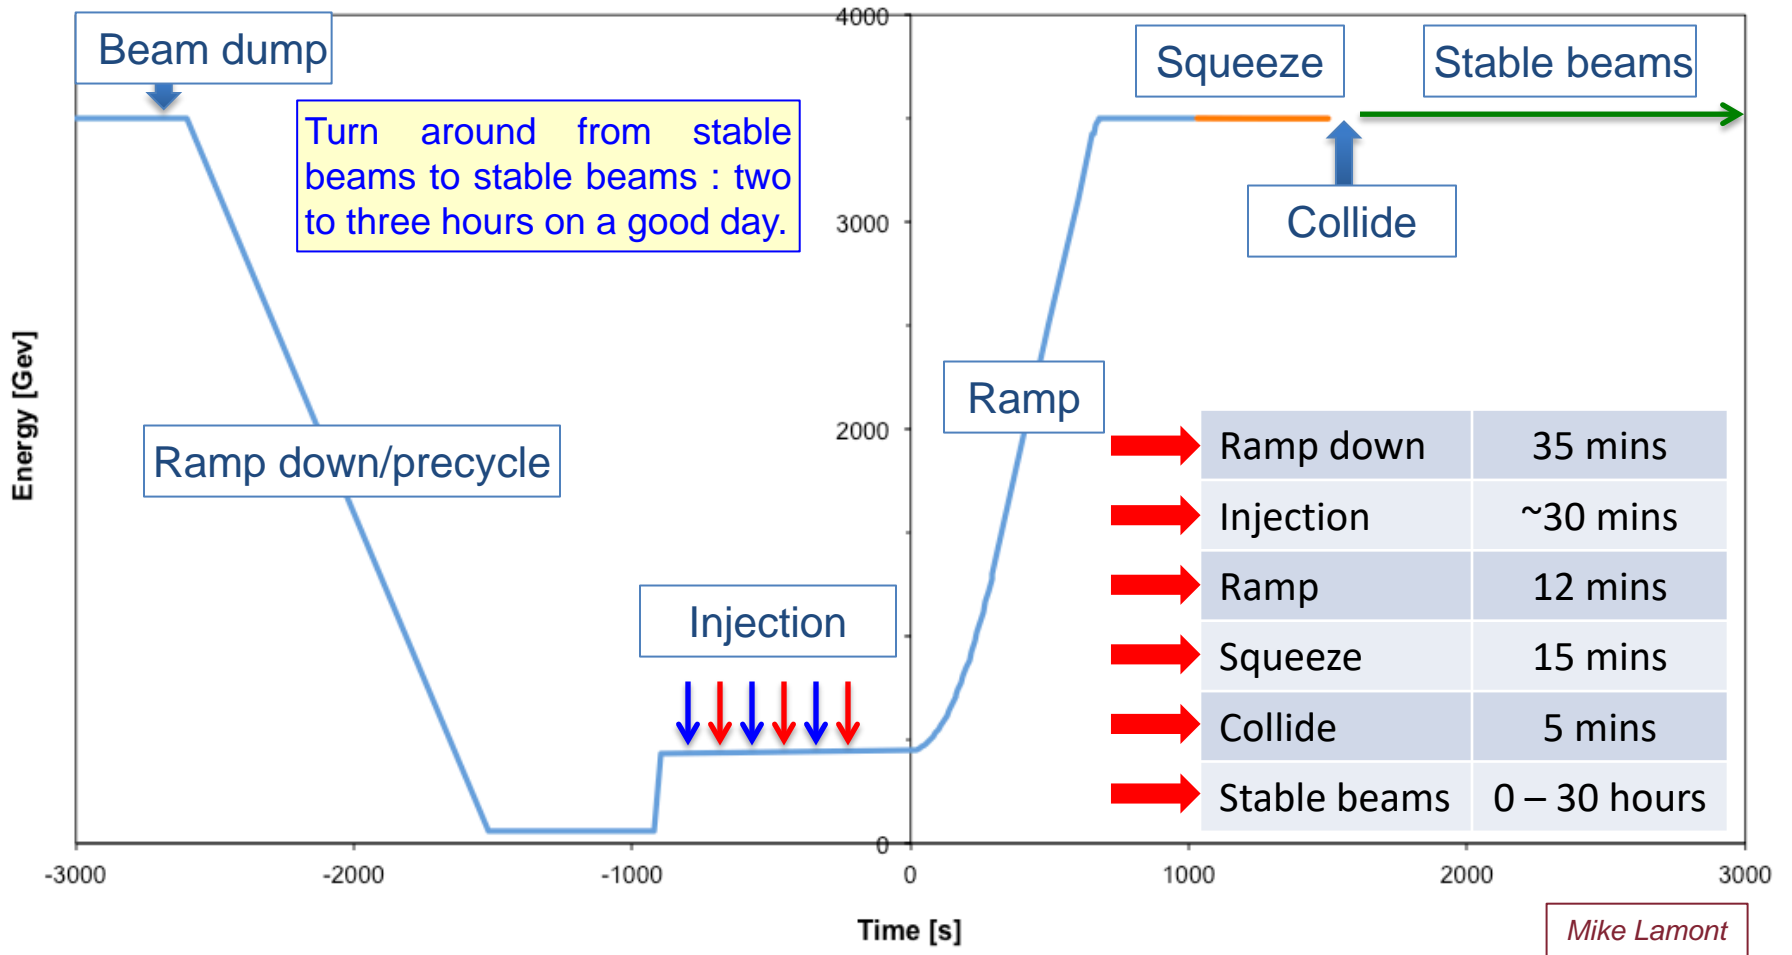 4000
Beam dump
Squeeze
Stable beams
Turn around from stable
beams to stable beams : two
to three hours on a good day.
3000
Collide
Energy [Gev]
Ramp
2000
Ramp down/precycle
Ramp down 35 mins
Injection ~30 mins
Ramp 12 mins
Squeeze 15 mins
Collide 5 mins
Stable beams 0 – 30 hours
Injection
0
-3000 -2000 -1000 0 1000 2000 3000
Time [s]
Mike Lamont